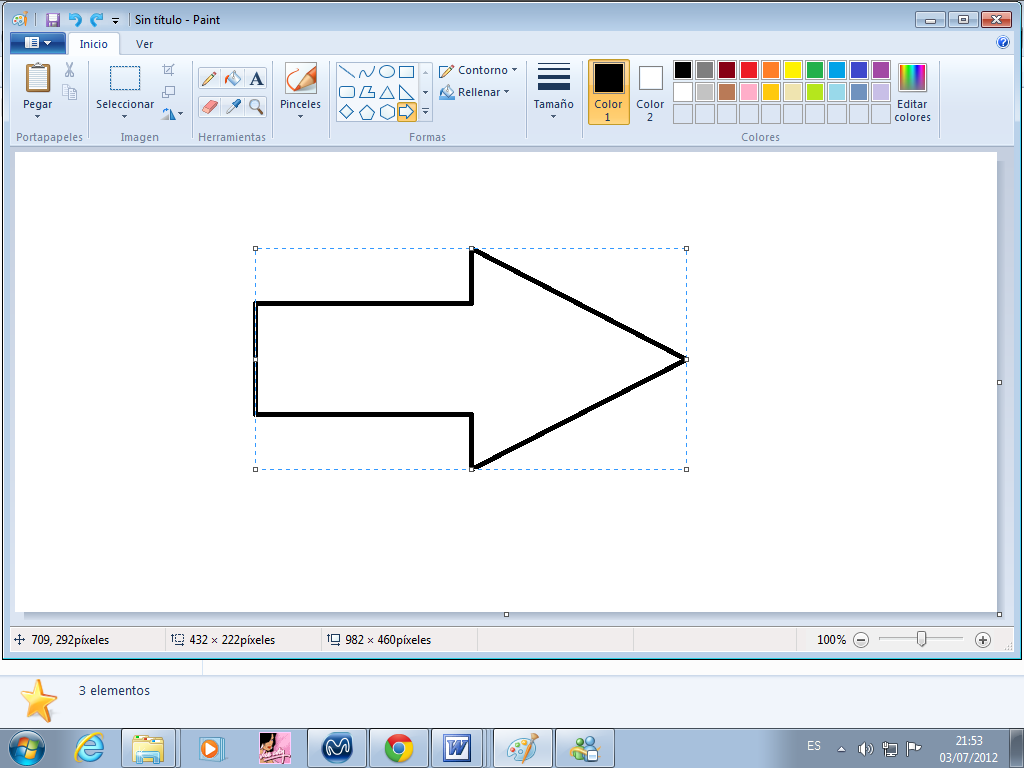 Sin título - Paint
Inicio Ver
Pegar
Seleccionar
Pinceles
Contorno
Rellenar
Tamaño
Color 1
Color 2
Editar colores
Portapapeles Imagen Herramientas Formas Colores
709, 292píxeles 432 × 222píxeles 982 × 460píxeles 100%
3 elementos
ES 21:53
03/07/2012